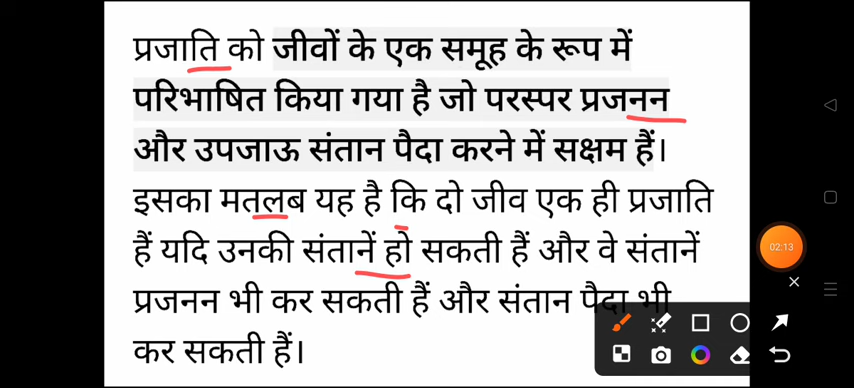 प्रजाति को जीवों के एक समूह के रूप में
परिभाषित किया गया है जो परस्पर प्रजनन
और उपजाऊ संतान पैदा करने में सक्षम हैं।
इसका मतलब यह है कि दो जीव एक ही प्रजाति
हैं यदि उनकी संतानें हो सकती हैं और वे संतानें
प्रजनन भी कर सकती हैं और संतान पैदा भी
कर सकती हैं।
02:13